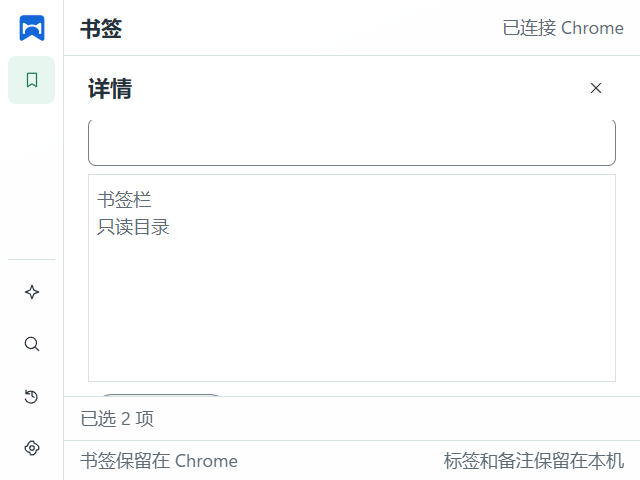 书签
已连接 Chrome
详情
书签栏
只读目录
已选 2 项
书签保留在 Chrome
标签和备注保留在本机